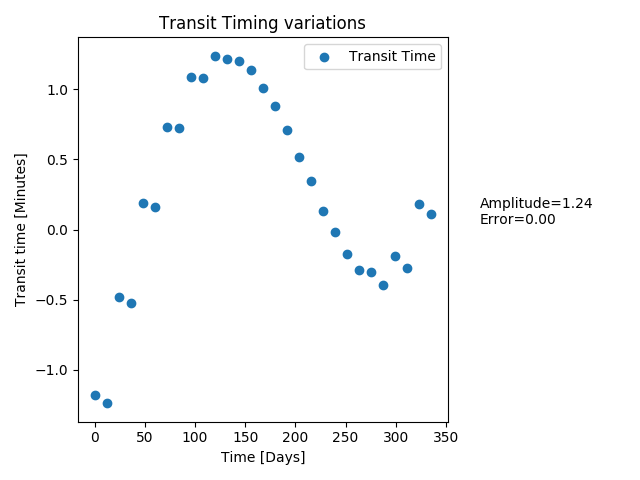 Transit Timing variations
Transit Time
Transit time [Minutes]
1.0
0.5
0.0
−0.5
−1.0
Amplitude=1.24
Error=0.00
0 50 100 150 200 250 300 350
Time [Days]